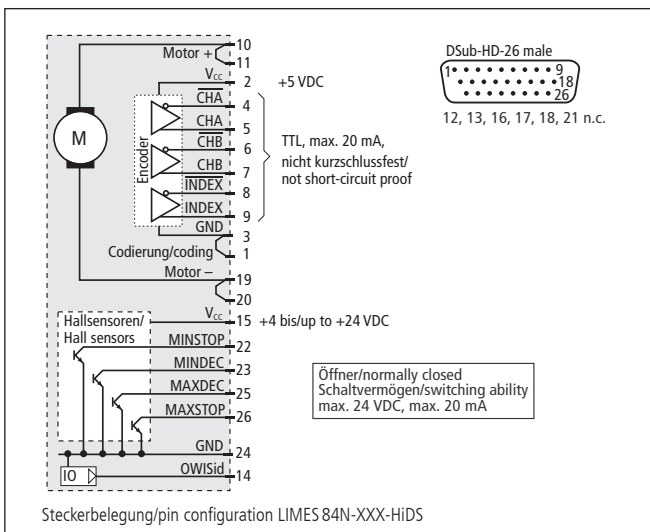 Motor +
10
11
VCC
2
+5 VDC
CHA
4
CHA
5
CHB
6
CHB
7
INDEX
8
INDEX
9
GND
3
Codierung/coding
1
Motor –
19
20
M
Encoder
TTL, max. 20 mA,
nicht kurzschlussfest/
not short-circuit proof
DSub-HD-26 male
1
9
18
26
12, 13, 16, 17, 18, 21 n.c.
Hallsensoren/
Hall sensors
VCC
15
+4 bis/up to +24 VDC
MINSTOP
22
MINDEC
23
MAXDEC
25
MAXSTOP
26
GND
24
IO
OWISid
14
Öffner/normally closed
Schaltvermögen/switching ability
max. 24 VDC, max. 20 mA
Steckerbelegung/pin configuration LIMES 84N-XXX-HiDS